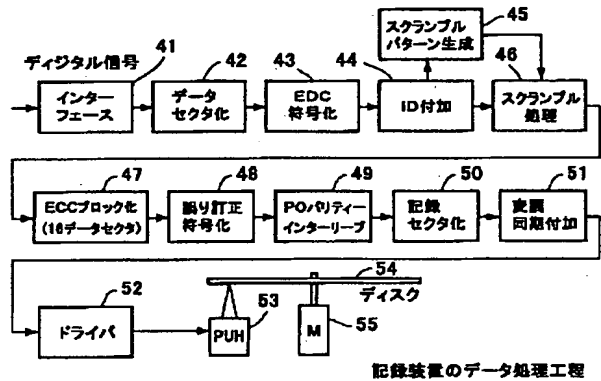 ディジタル信号
41
インター
フェース
42
データ
セクタ化
43
EDC
符号化
44
ID付加
スクランブル
パターン生成
45
46
スクランブル
処理
47
ECCブロック化
(16データセクタ)
48
誤り訂正
符号化
49
POパリティー
インターリーブ
50
記録
セクタ化
51
変調
同期付加
52
ドライバ
PUH
53
54
ディスク
M
55
記録装置のデータ処理工程